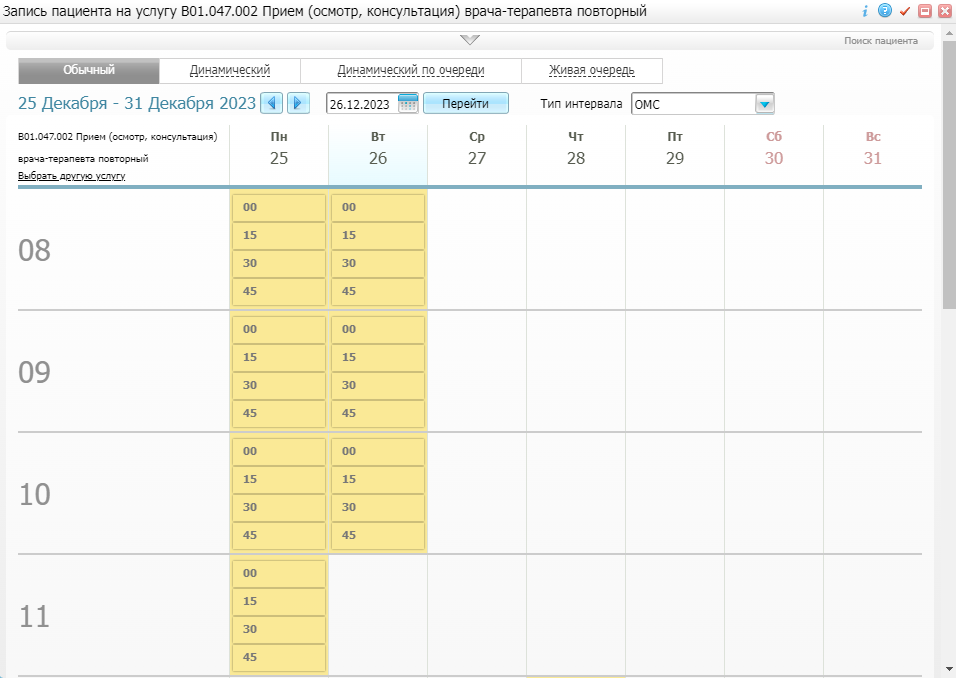 Запись пациента на услугу B01.047.002 Прием (осмотр, консультация) врача-терапевта повторный
Поиск пациента
Обычный Динамический Динамический по очереди Живая очередь
25 Декабря - 31 Декабря 2023 26.12.2023 Перейти Тип интервала ОМС
B01.047.002 Прием (осмотр, консультация)
врача-терапевта повторный
Выбрать другую услугу
Пн Вт Ср Чт Пт Сб Вс
25 26 27 28 29 30 31
08
00 00
15 15
30 30
45 45
09
00 00
15 15
30 30
45 45
10
00 00
15 15
30 30
45 45
11
00
15
30
45